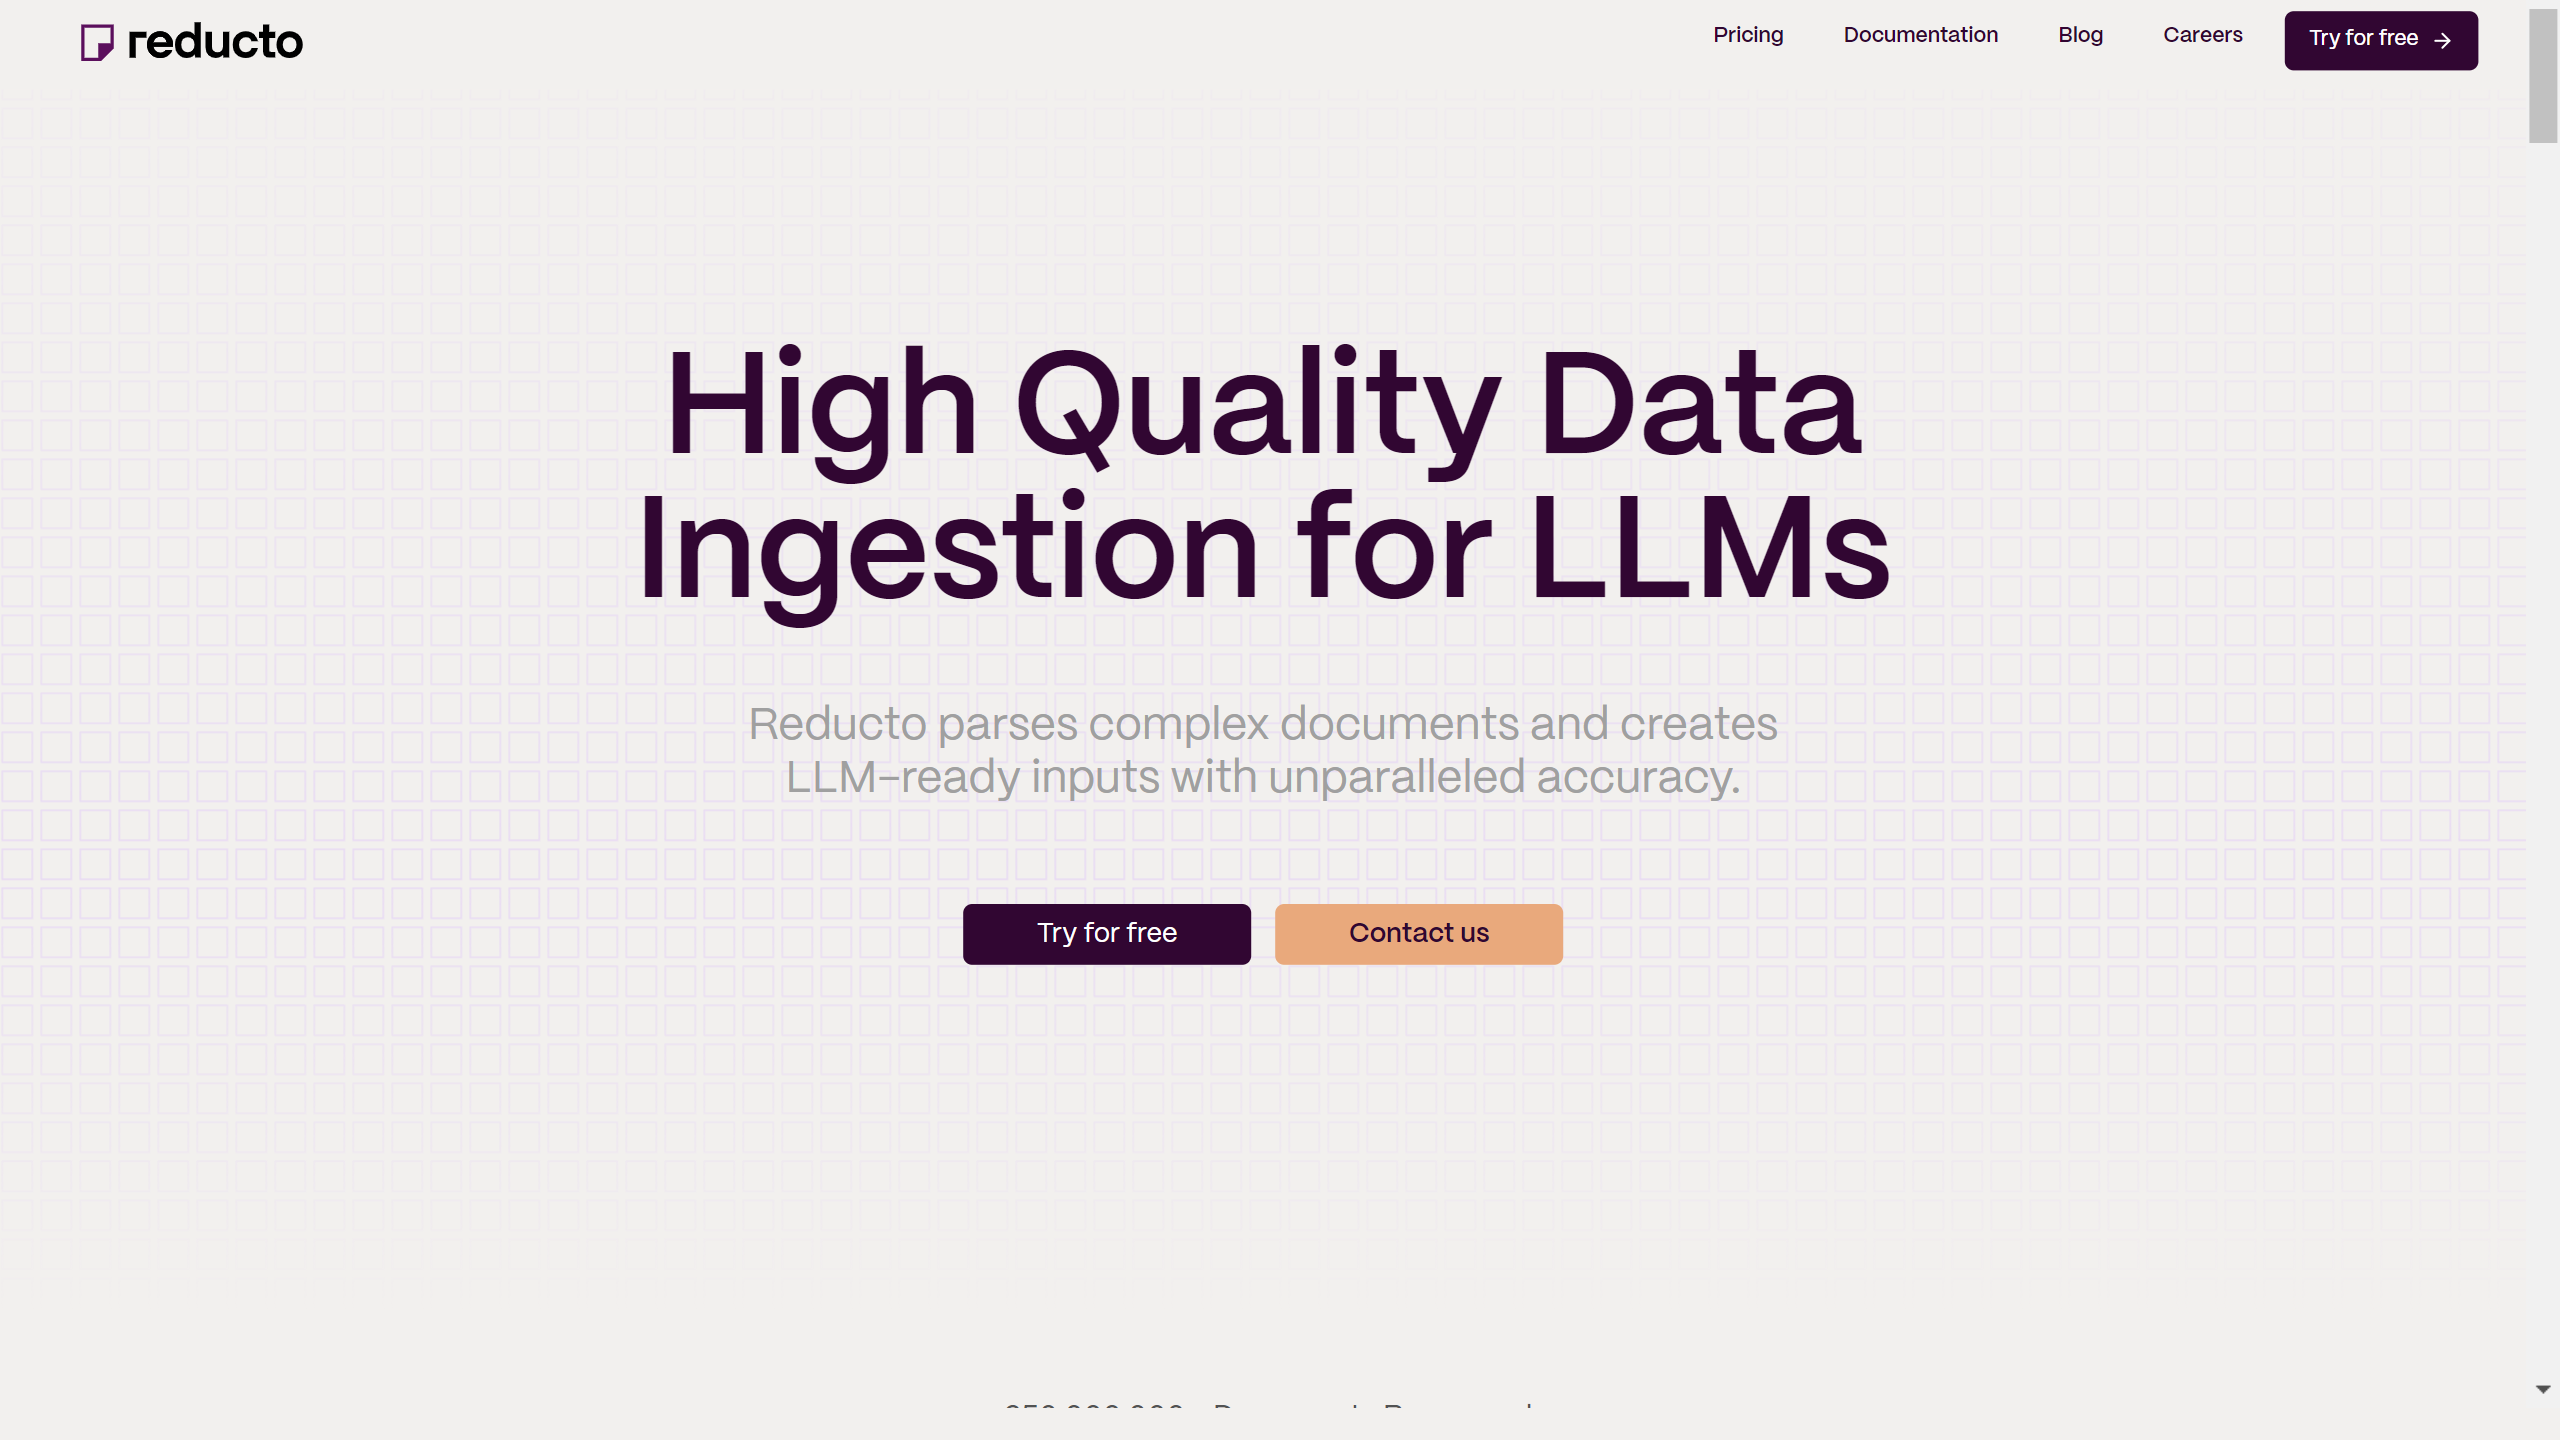 reducto
Pricing Documentation Blog Careers Try for free
High Quality Data
Ingestion for LLMs
Reducto parses complex documents and creates
LLM-ready inputs with unparalleled accuracy.
Try for free Contact us